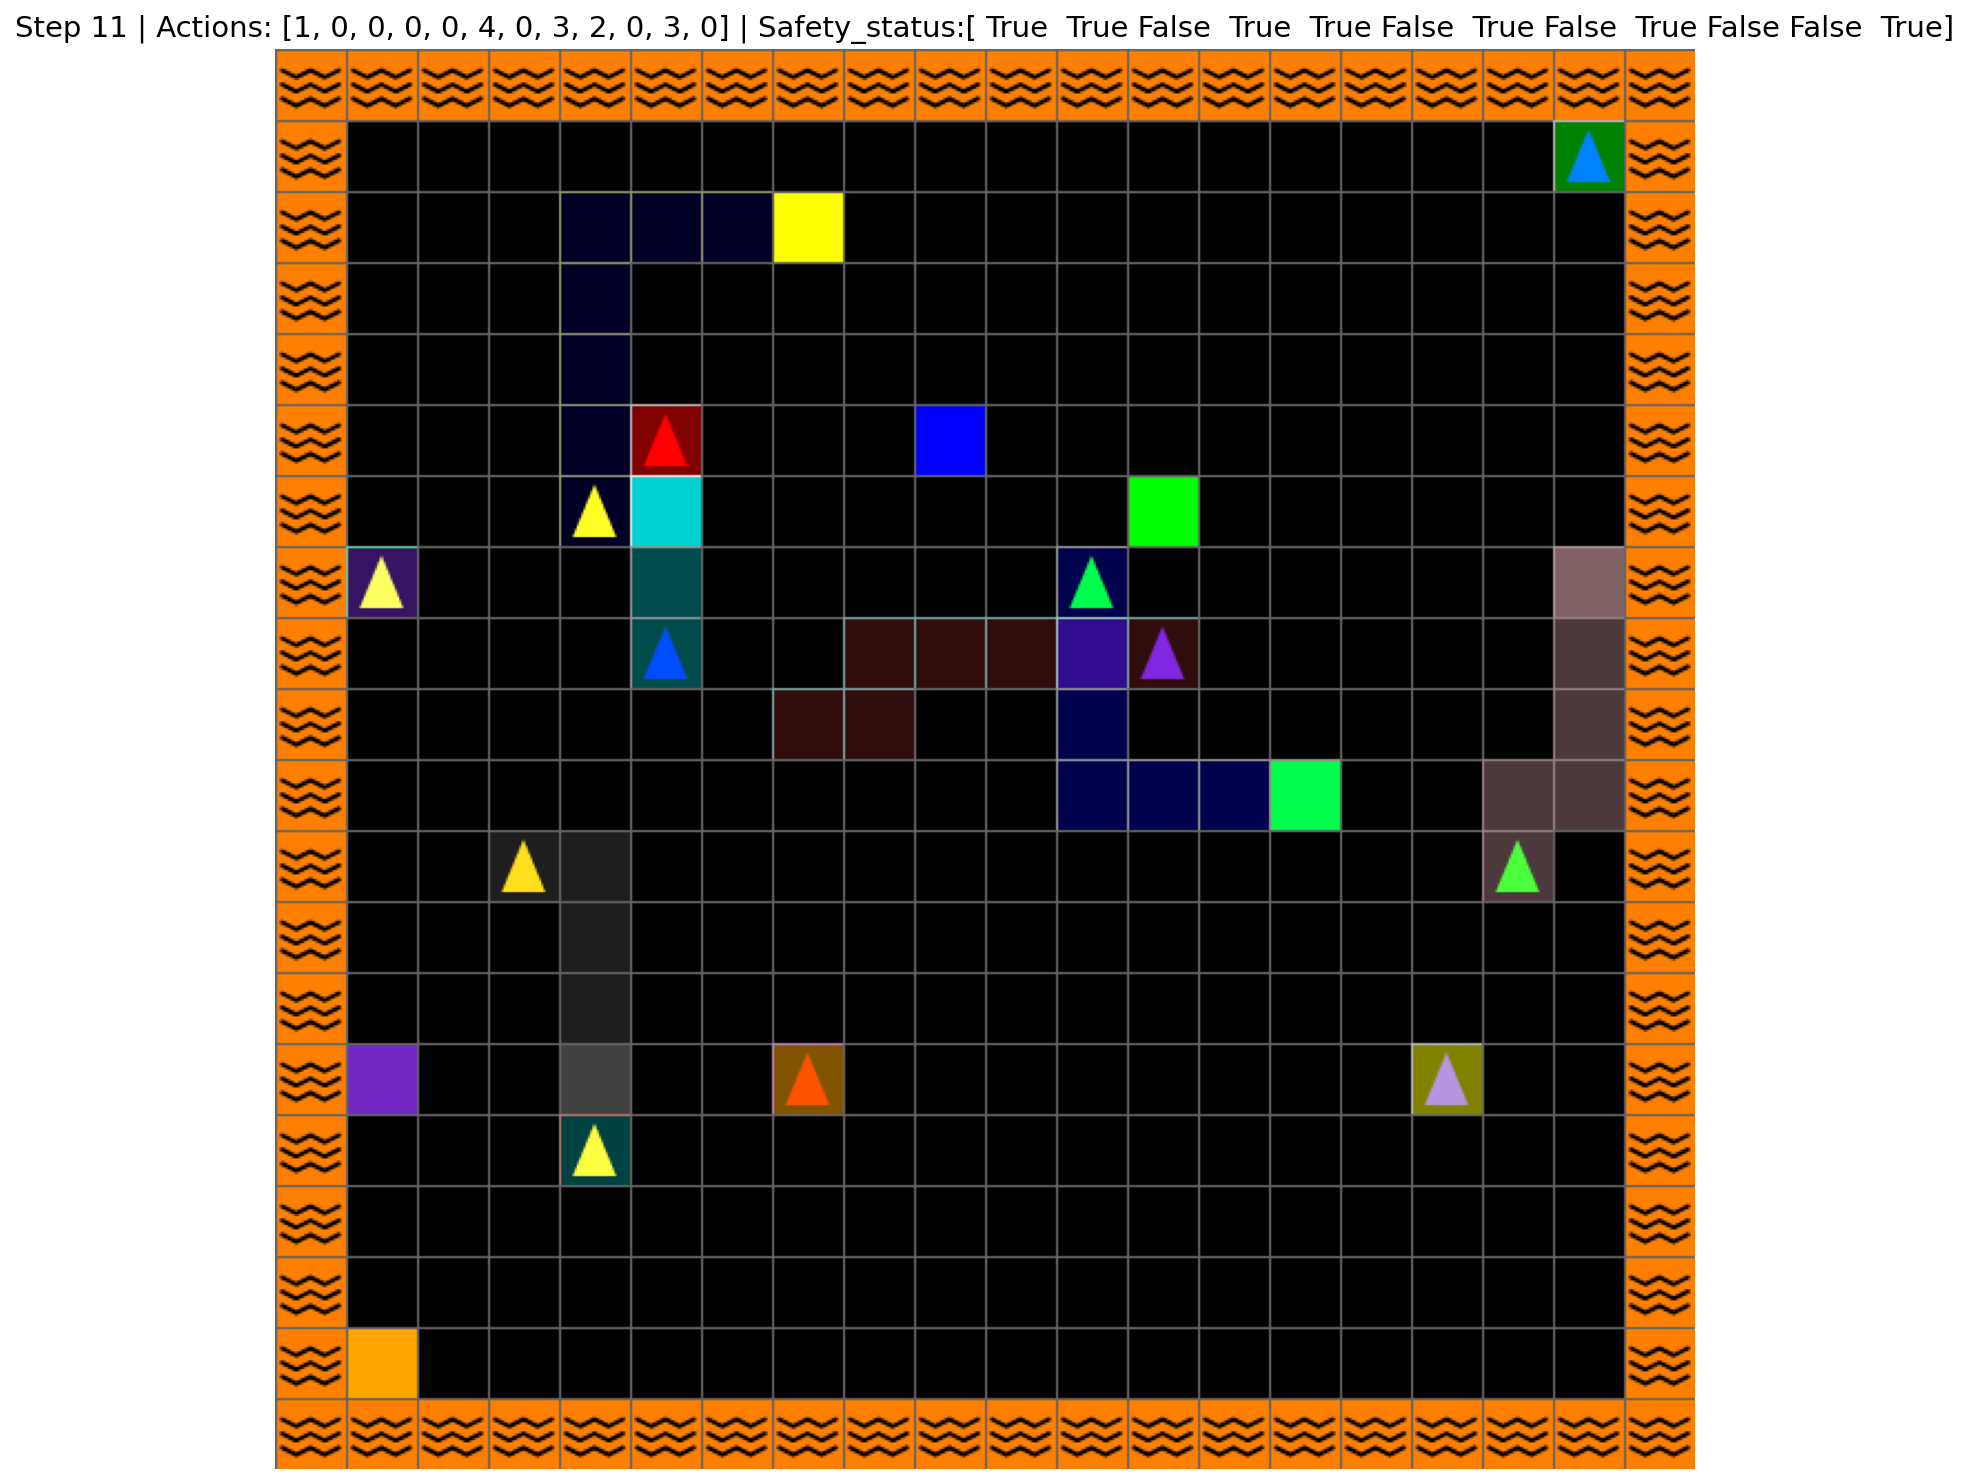 Step 11 | Actions: [1, 0, 0, 0, 0, 4, 0, 3, 2, 0, 3, 0] | Safety_status:[ True  True False  True  True False  True False  True False False  True]